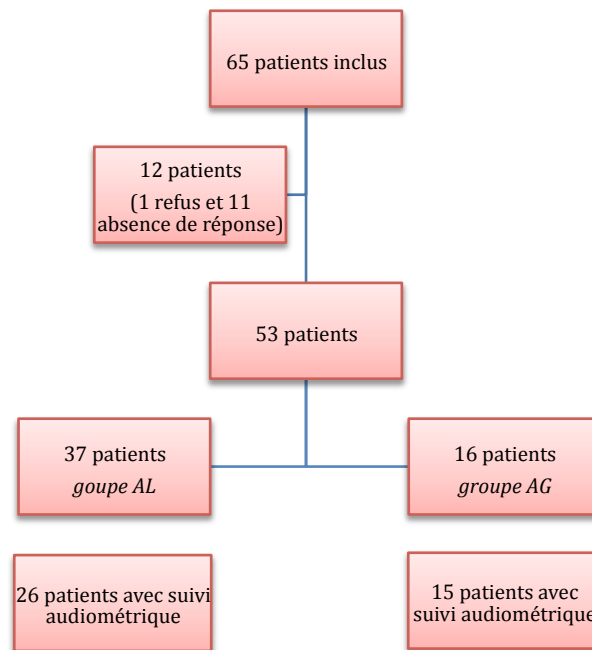 65 patients inclus
12 patients
(1 refus et 11
absence de réponse)
53 patients
37 patients
goupe AL
16 patients
groupe AG
26 patients avec suivi
audiométrique
15 patients avec
suivi audiométrique